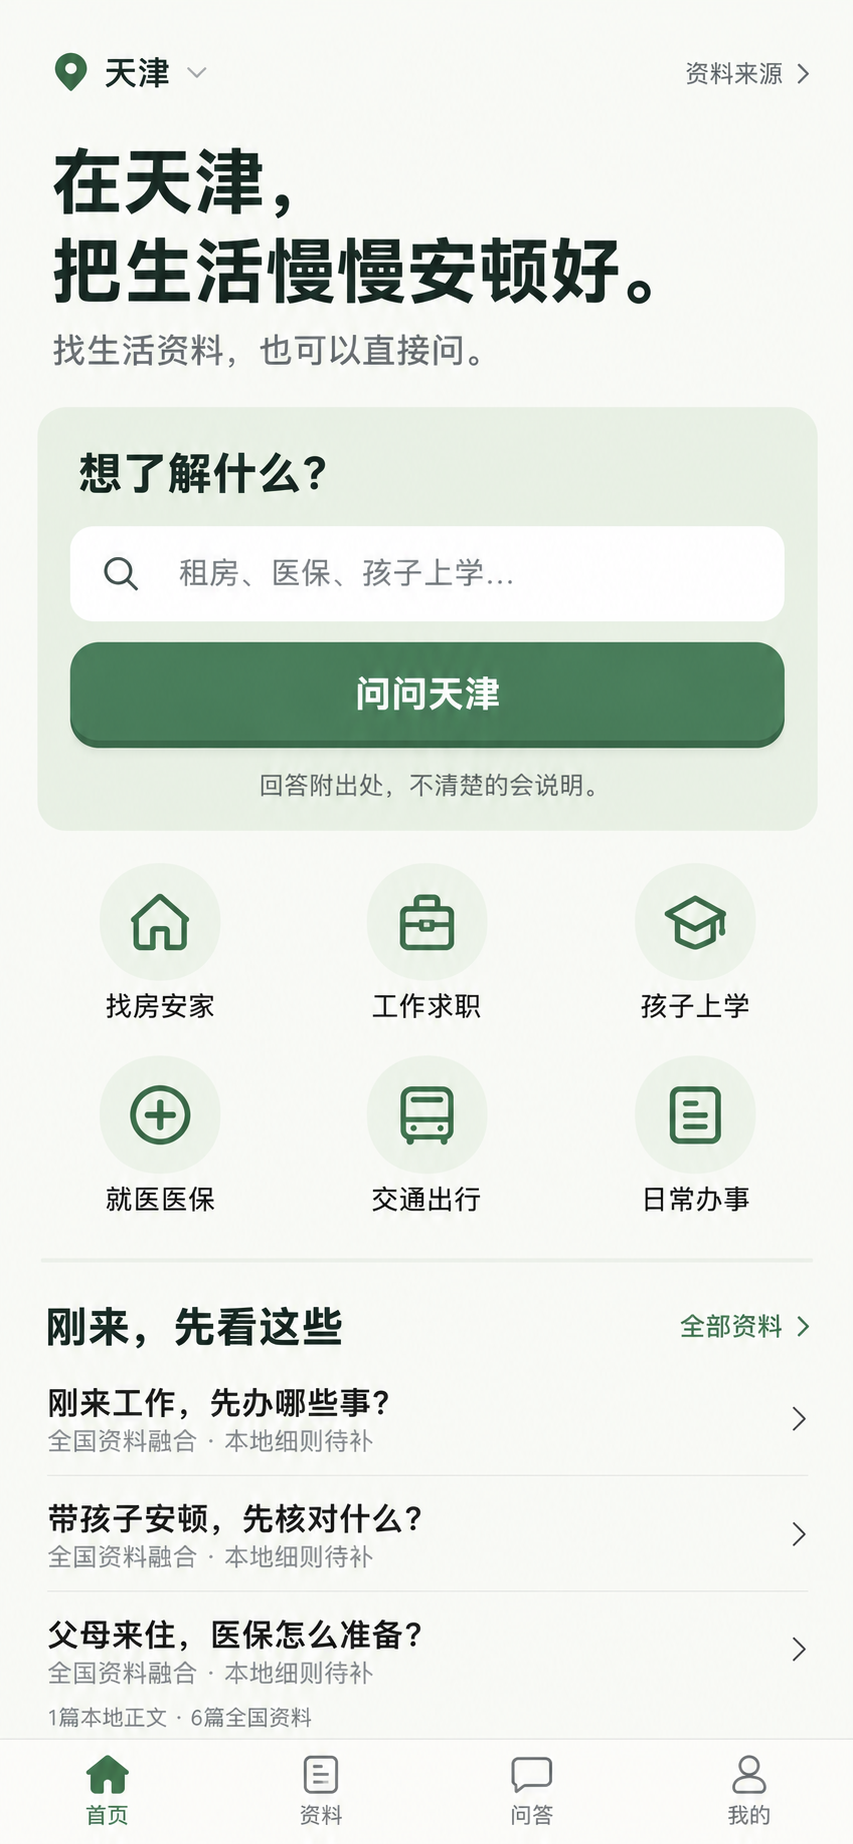 天津
资料来源
在天津，
把生活慢慢安顿好。
找生活资料，也可以直接问。
想了解什么？
租房、医保、孩子上学…
问问天津
回答附出处，不清楚的会说明。
找房安家
工作求职
孩子上学
就医医保
交通出行
日常办事
刚来，先看这些
全部资料
刚来工作，先办哪些事？
全国资料融合 · 本地细则待补
带孩子安顿，先核对什么？
全国资料融合 · 本地细则待补
父母来住，医保怎么准备？
全国资料融合 · 本地细则待补
1篇本地正文 · 6篇全国资料
首页
资料
问答
我的